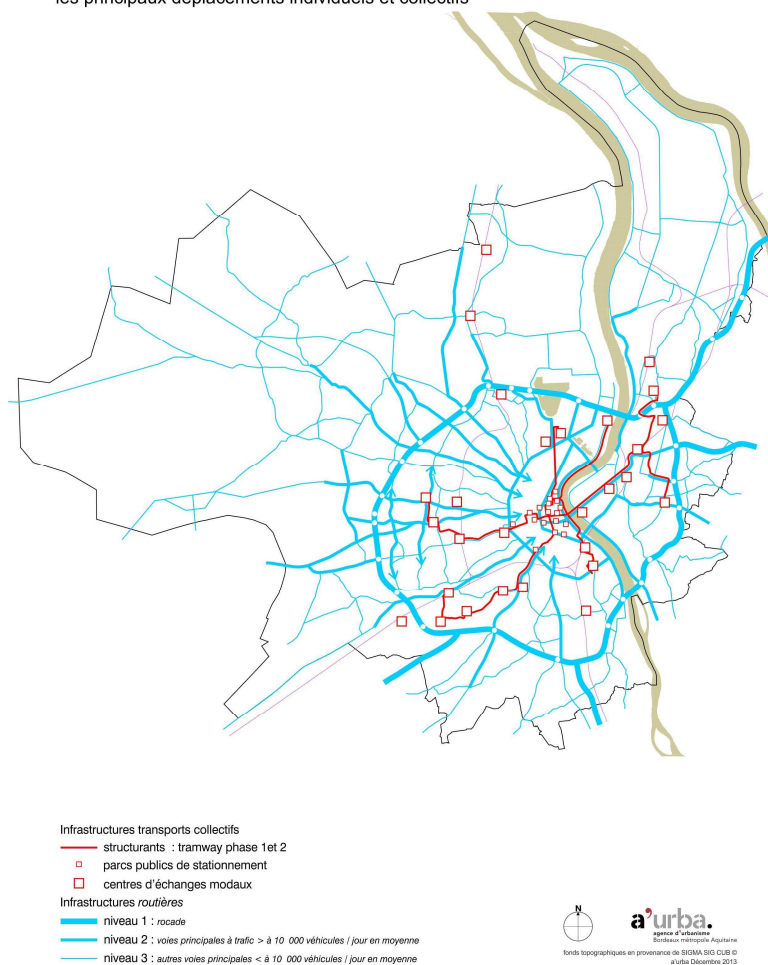 les principaux déplacements individuels et collectifs
Infrastructures transports collectifs
structurants : tramway phase 1et 2
parcs publics de stationnement
centres d'échanges modaux
Infrastructures routières
niveau 1 : rocade
niveau 2 : voies principales à trafic > à 10 000 véhicules / jour en moyenne
niveau 3 : autres voies principales < à 10 000 véhicules / jour en moyenne
N
a'urba.
agence d'urbanisme
Bordeaux métropole Aquitaine
fonds topographiques en provenance de SIGMA SIG CUB ©
a'urba Décembre 2013